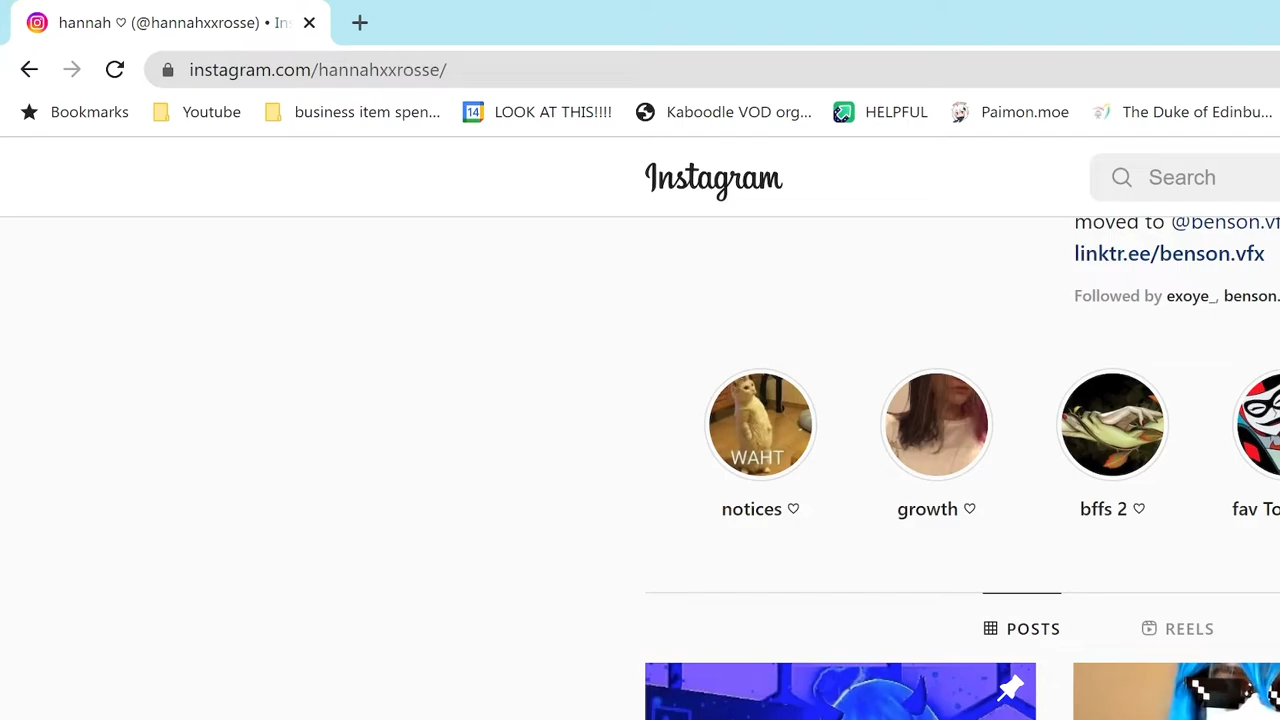 hannah ♡ (@hannahxxrosse) • In
instagram.com/hannahxxrosse/
Bookmarks Youtube business item spen... LOOK AT THIS!!!! Kaboodle VOD org... HELPFUL Paimon.moe The Duke of Edinbu...
14
Instagram Search
moved to @benson.vf
linktr.ee/benson.vfx
Followed by exoye_, benson.
WAHT
notices ♡ growth ♡ bffs 2 ♡ fav To
POSTS REELS